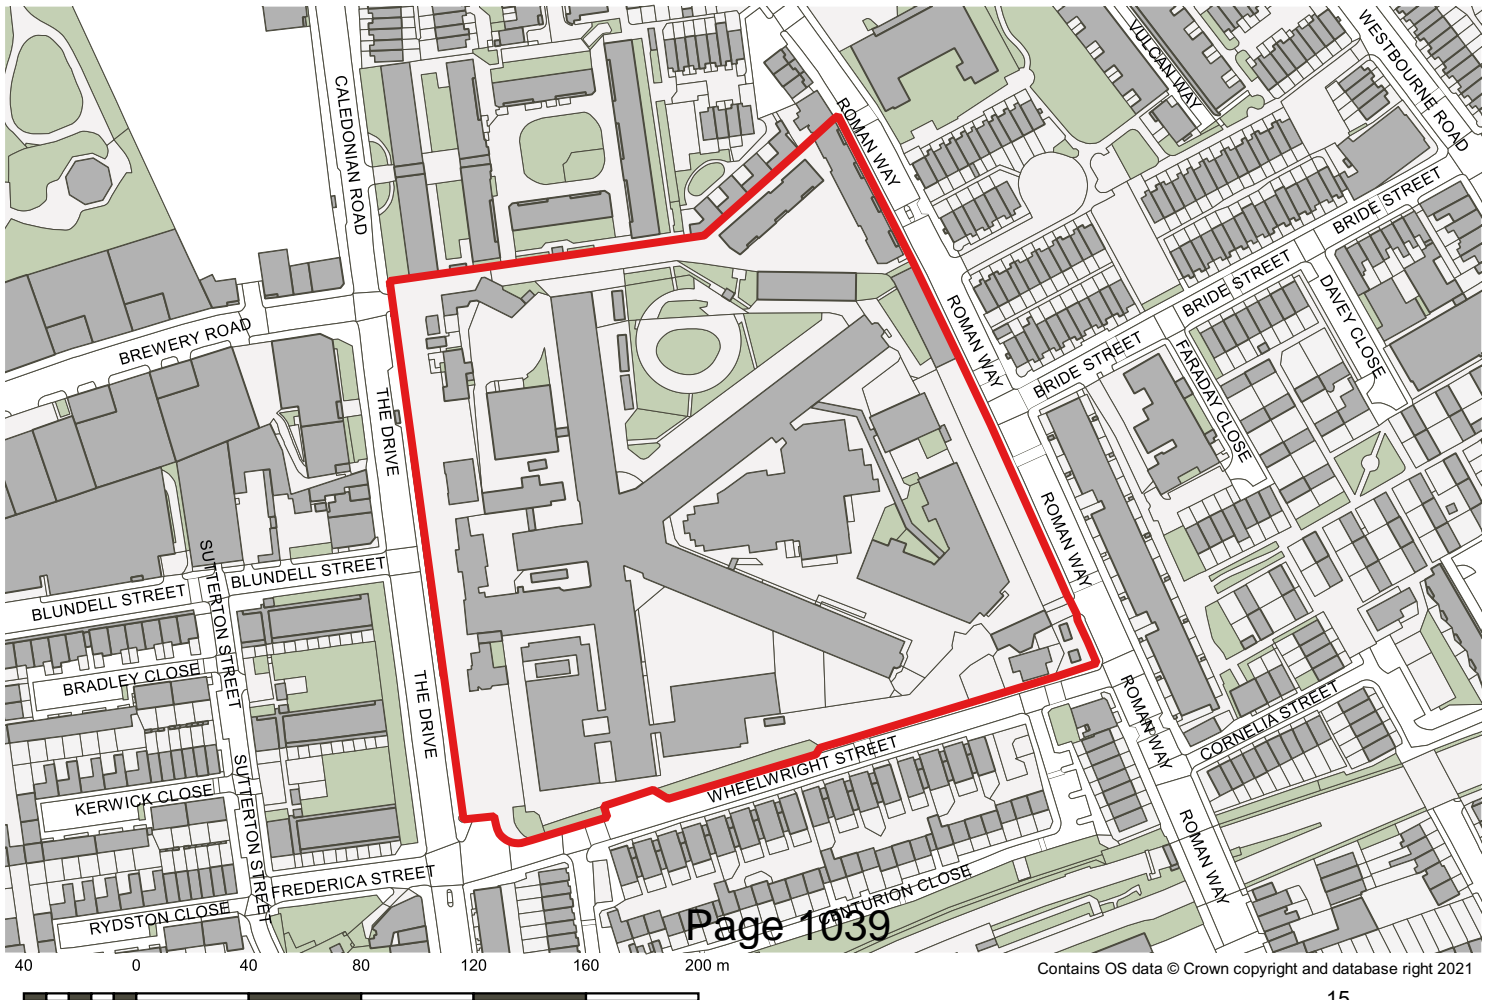 VULCAN WAY
WESTBOURNE ROAD
CALEDONIAN ROAD
ROMAN WAY
BRIDE STREET
BRIDE STREET
DAVEY CLOSE
BREWERY ROAD
ROMAN WAY
BRIDE STREET
FARADAY CLOSE
THE DRIVE
ROMAN WAY
SUTTERTON STREET
BLUNDELL STREET
BLUNDELL STREET
BRADLEY CLOSE
THE DRIVE
ROMAN WAY
CORNELIA STREET
WHEELWRIGHT STREET
KERWICK CLOSE
SUTTERTON STREET
ROMAN WAY
FREDERICA STREET
CENTURION CLOSE
RYDSTON CLOSE
Page 1039
40 0 40 80 120 160 200 m
Contains OS data © Crown copyright and database right 2021
15